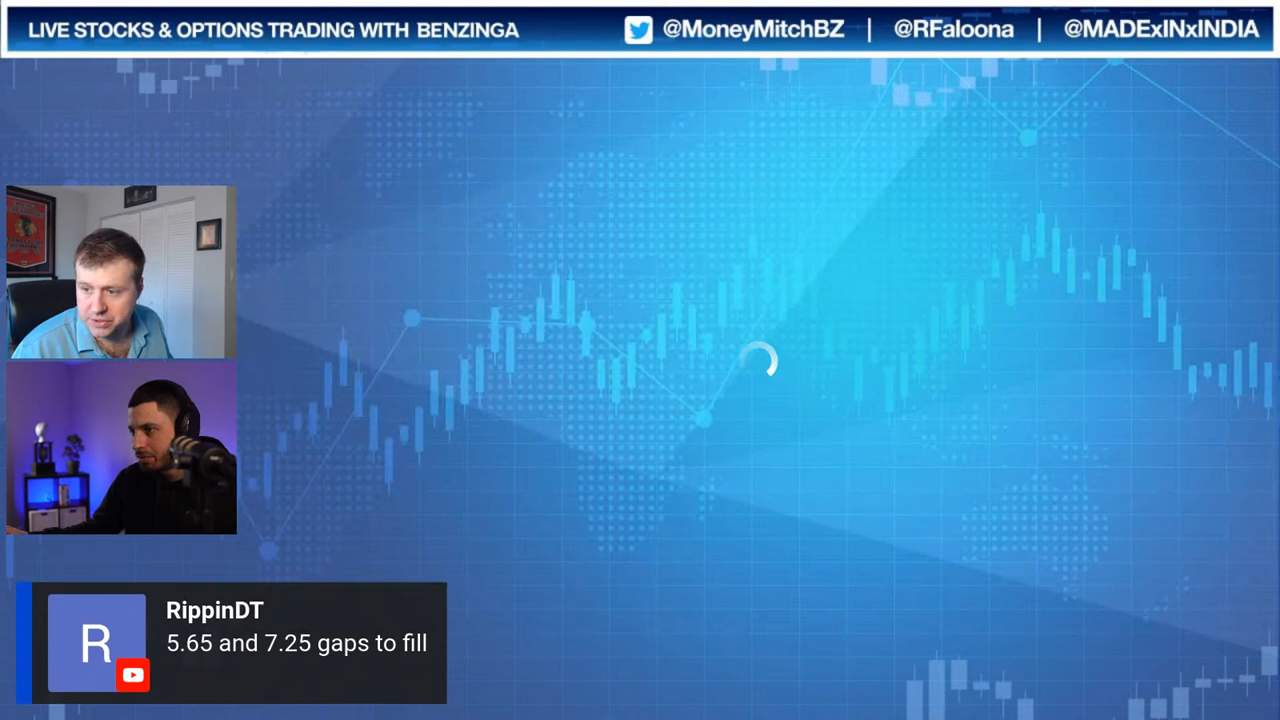 LIVE STOCKS & OPTIONS TRADING WITH BENZINGA
@MoneyMitchBZ | @RFaloona | @MADExINxINDIA
R
RippinDT
5.65 and 7.25 gaps to fill